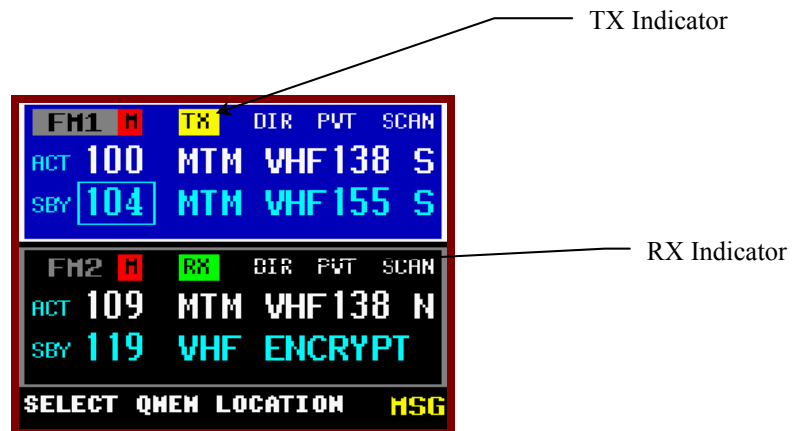 TX Indicator
FM1 M TX DIR PVT SCAN
ACT 100 MTM VHF138 S
SBY 104 MTM VHF155 S
FM2 M RX DIR PVT SCAN
RX Indicator
ACT 109 MTM VHF138 N
SBY 119 VHF ENCRYPT
SELECT QMEM LOCATION MSG